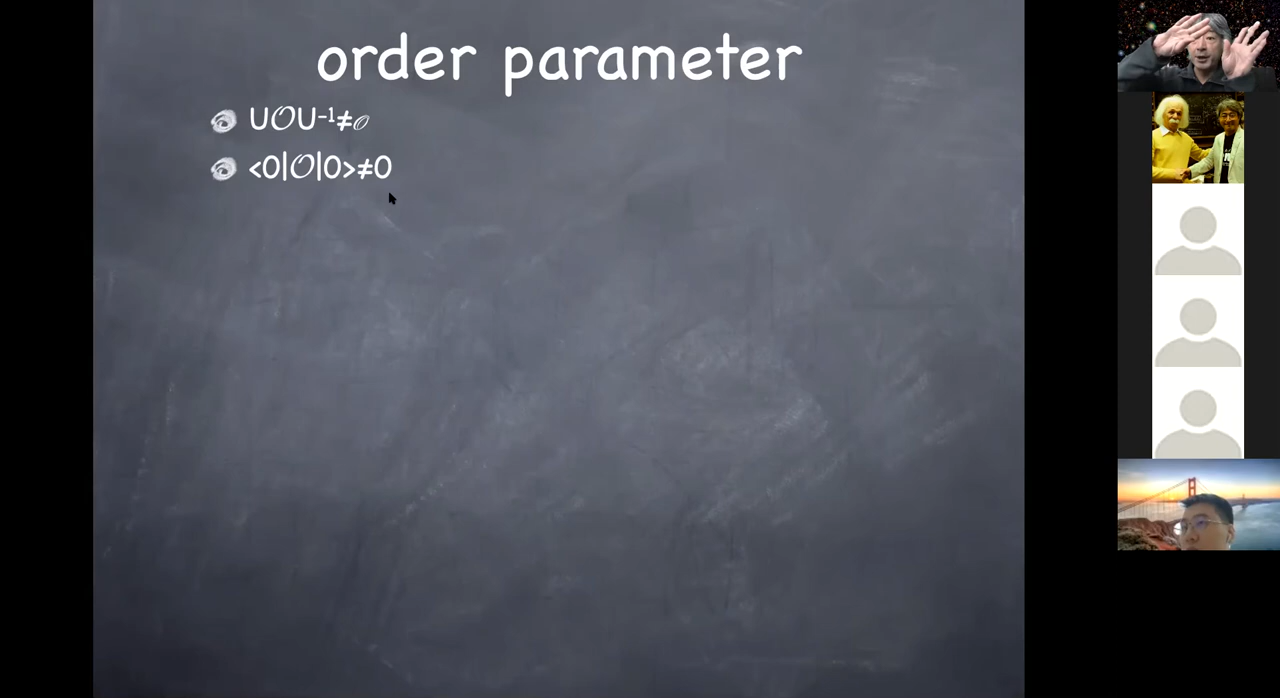 order parameter
U𝒪U⁻¹≠𝒪
<0|𝒪|0>≠0